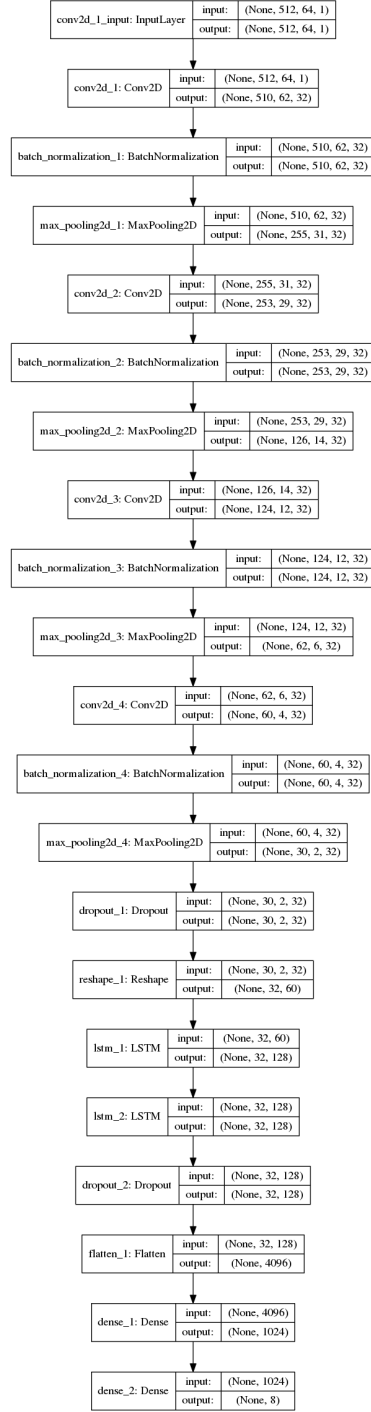 conv2d_1_input: InputLayer input: (None, 512, 64, 1)
output: (None, 512, 64, 1)
conv2d_1: Conv2D input: (None, 512, 64, 1)
output: (None, 510, 62, 32)
batch_normalization_1: BatchNormalization input: (None, 510, 62, 32)
output: (None, 510, 62, 32)
max_pooling2d_1: MaxPooling2D input: (None, 510, 62, 32)
output: (None, 255, 31, 32)
conv2d_2: Conv2D input: (None, 255, 31, 32)
output: (None, 253, 29, 32)
batch_normalization_2: BatchNormalization input: (None, 253, 29, 32)
output: (None, 253, 29, 32)
max_pooling2d_2: MaxPooling2D input: (None, 253, 29, 32)
output: (None, 126, 14, 32)
conv2d_3: Conv2D input: (None, 126, 14, 32)
output: (None, 124, 12, 32)
batch_normalization_3: BatchNormalization input: (None, 124, 12, 32)
output: (None, 124, 12, 32)
max_pooling2d_3: MaxPooling2D input: (None, 124, 12, 32)
output: (None, 62, 6, 32)
conv2d_4: Conv2D input: (None, 62, 6, 32)
output: (None, 60, 4, 32)
batch_normalization_4: BatchNormalization input: (None, 60, 4, 32)
output: (None, 60, 4, 32)
max_pooling2d_4: MaxPooling2D input: (None, 60, 4, 32)
output: (None, 30, 2, 32)
dropout_1: Dropout input: (None, 30, 2, 32)
output: (None, 30, 2, 32)
reshape_1: Reshape input: (None, 30, 2, 32)
output: (None, 32, 60)
lstm_1: LSTM input: (None, 32, 60)
output: (None, 32, 128)
lstm_2: LSTM input: (None, 32, 128)
output: (None, 32, 128)
dropout_2: Dropout input: (None, 32, 128)
output: (None, 32, 128)
flatten_1: Flatten input: (None, 32, 128)
output: (None, 4096)
dense_1: Dense input: (None, 4096)
output: (None, 1024)
dense_2: Dense input: (None, 1024)
output: (None, 8)